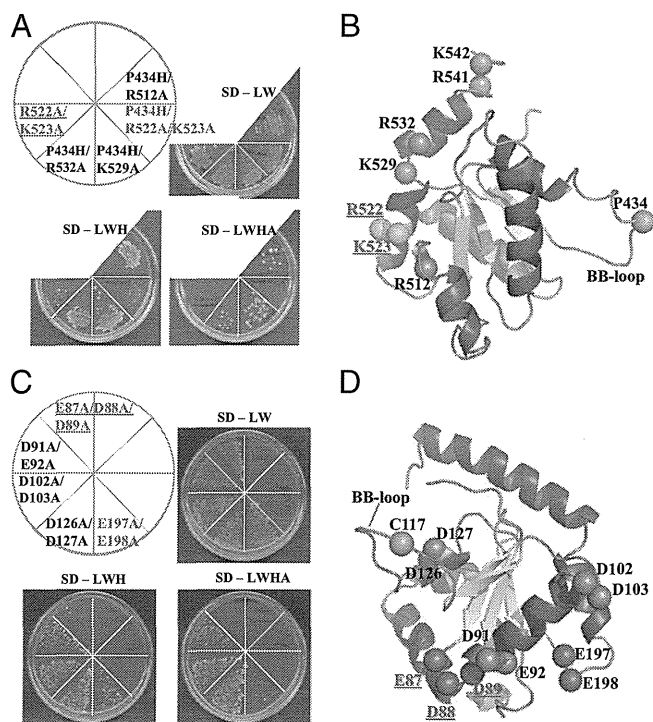 A
P434H/
R512A
R522A/
K523A
P434H/
R522A/K523A
P434H/
R532A
P434H/
K529A
SD – LW
SD – LWH
SD – LWHA
B
K542
R541
R532
K529
P434
R522
K523
BB-loop
R512
C
E87A/D88A/
D89A
D91A/
E92A
D102A/
D103A
D126A/
D127A
E197A/
E198A
SD – LW
SD – LWH
SD – LWHA
D
BB-loop
C117
D127
D126
D102
D103
D91
E87
E92
E197
D89
D88
E198